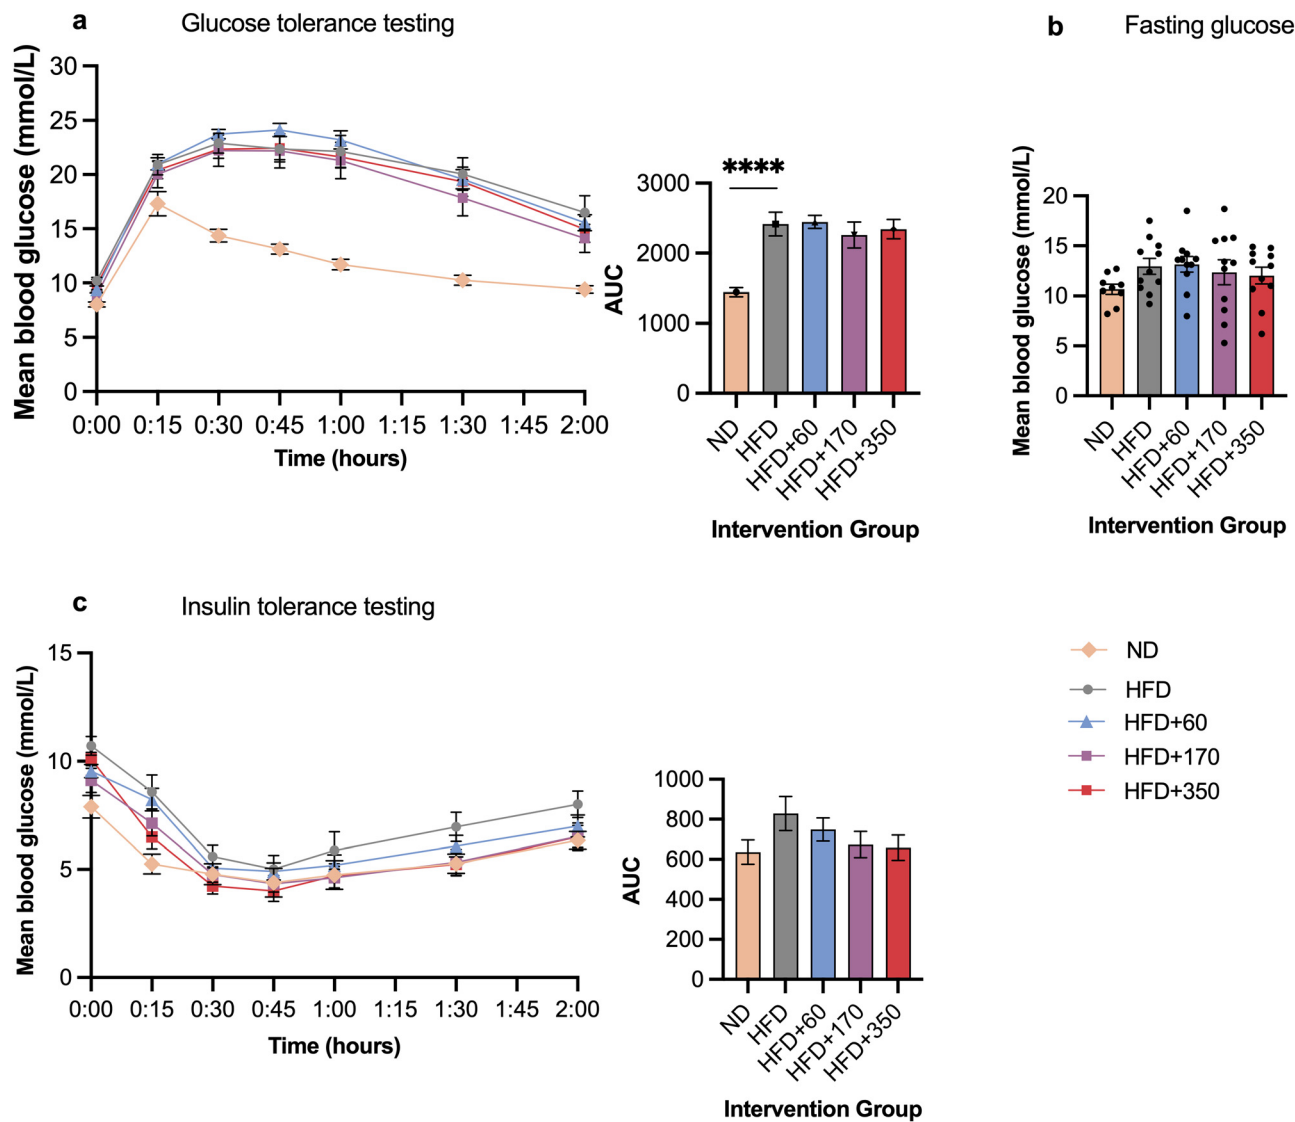 a
Glucose tolerance testing
Mean blood glucose (mmol/L)
30
25
20
15
10
5
0
0:00 0:15 0:30 0:45 1:00 1:15 1:30 1:45 2:00
Time (hours)
****
AUC
3000
2000
1000
0
ND HFD HFD+60 HFD+170 HFD+350
Intervention Group
b
Fasting glucose
Mean blood glucose (mmol/L)
20
15
10
5
0
ND HFD HFD+60 HFD+170 HFD+350
Intervention Group
c
Insulin tolerance testing
Mean blood glucose (mmol/L)
15
10
5
0
0:00 0:15 0:30 0:45 1:00 1:15 1:30 1:45 2:00
Time (hours)
AUC
1000
800
600
400
200
0
ND HFD HFD+60 HFD+170 HFD+350
Intervention Group
ND
HFD
HFD+60
HFD+170
HFD+350